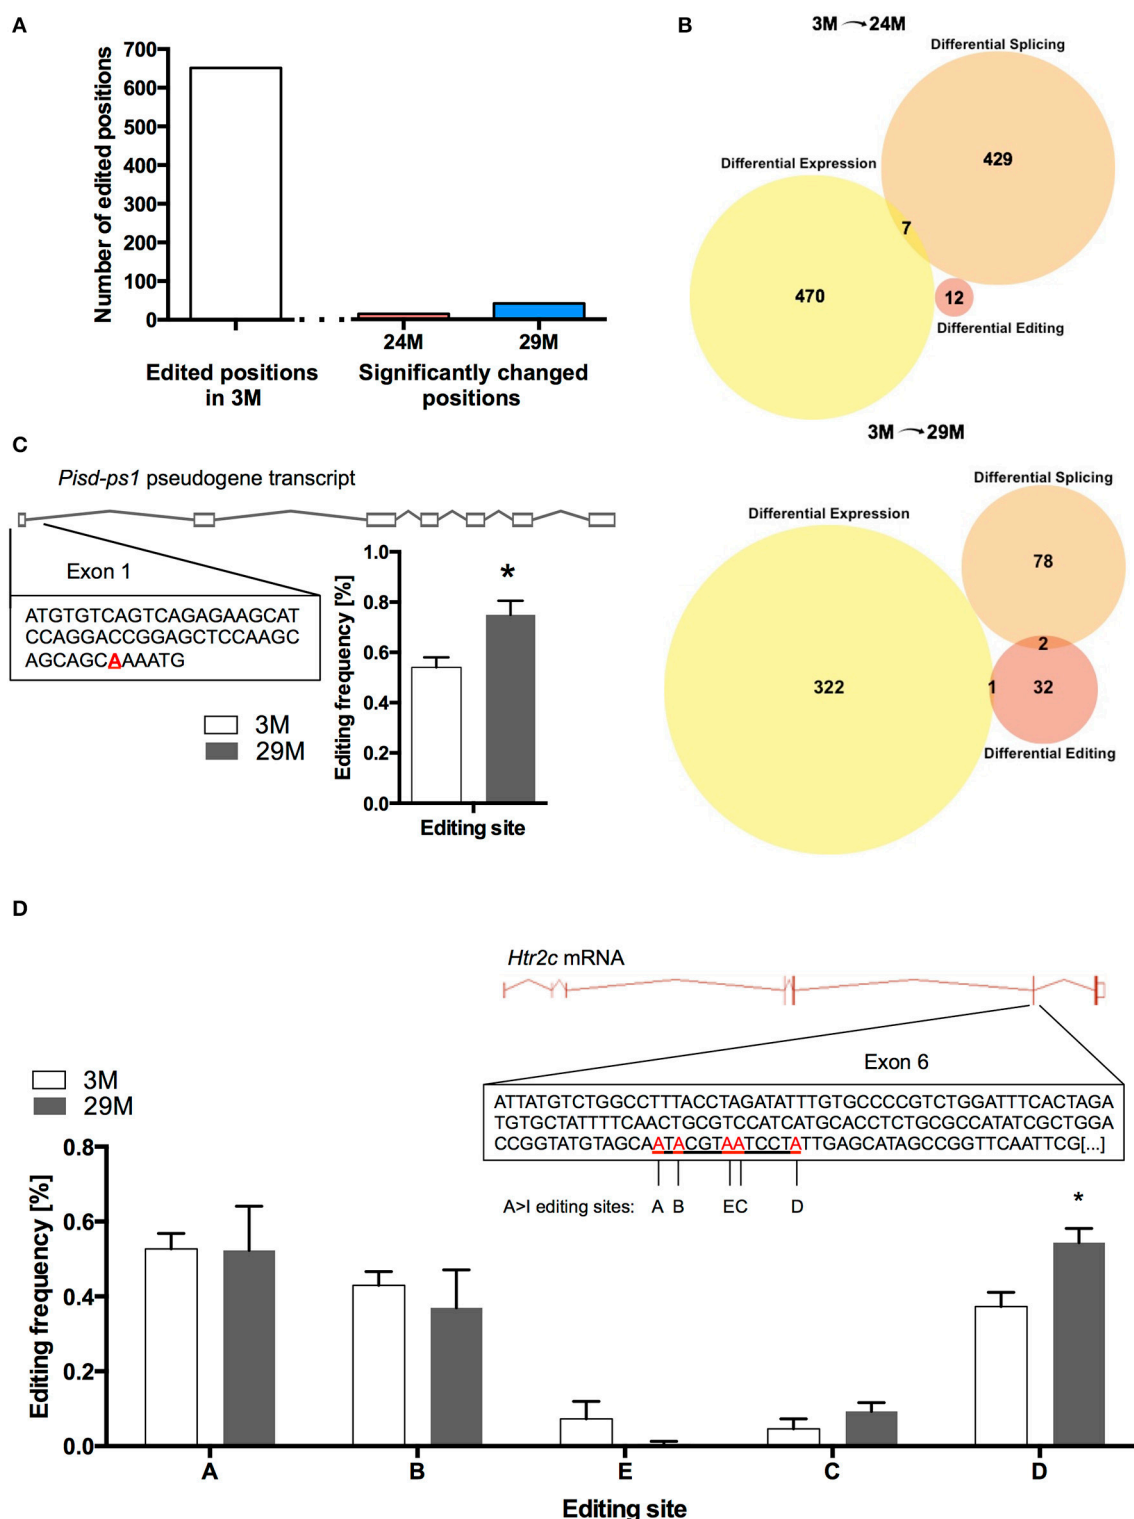 A
700
600
500
400
300
200
100
0
Number of edited positions
24M
29M
Edited positions
in 3M
Significantly changed
positions
B
3M 24M
Differential Splicing
429
Differential Expression
7
470
12
Differential Editing
3M 29M
Differential Splicing
Differential Expression
78
2
322
1
32
Differential Editing
C
Pisd-ps1 pseudogene transcript
Exon 1
ATGTGTCAGTCAGAGAAGCAT
CCAGGACCGGAGCTCCAAGC
AGCAGCAAAATG
3M
29M
1.0
0.8
0.6
0.4
0.2
0.0
Editing frequency [%]
*
Editing site
D
Htr2c mRNA
Exon 6
ATTATGTCTGGCCTTTACCTAGATATTTGTGCCCCGTCTGGATTTCACTAGA
TGTGCTATTTTCAACTGCGTCCATCATGCACCTCTGCGCCATATCGCTGGA
CCGGTATGTAGCAATACGTAATCCTATTGAGCATAGCCGGTTCAATTCG[...]
A>I editing sites: A B E C D
3M
29M
0.8
0.6
0.4
0.2
0.0
Editing frequency [%]
*
A B E C D
Editing site